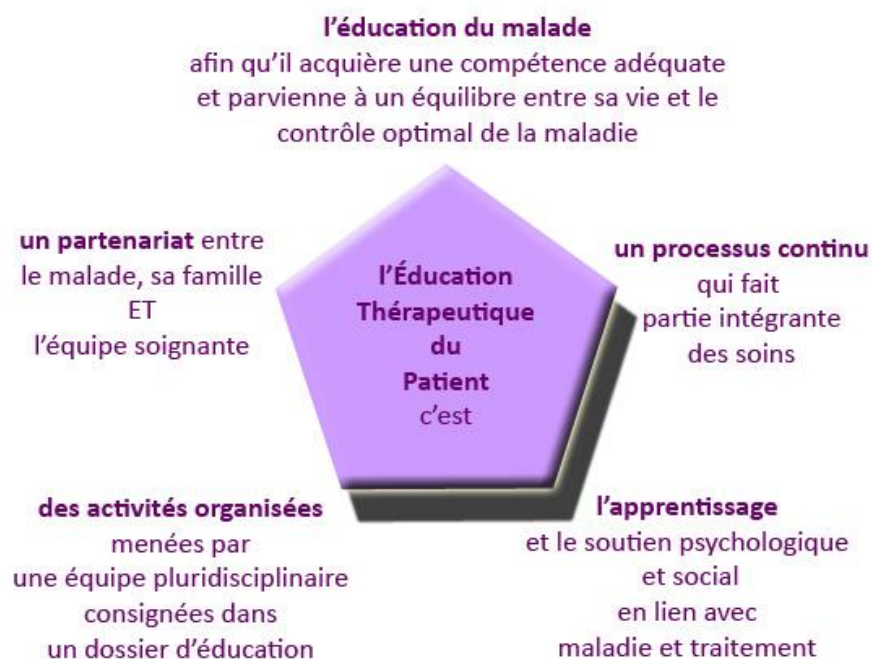 l’éducation du malade
afin qu’il acquière une compétence adéquate
et parvienne à un équilibre entre sa vie et le
contrôle optimal de la maladie
un partenariat entre
le malade, sa famille
ET
l’équipe soignante
l’Éducation
Thérapeutique
du
Patient
c’est
un processus continu
qui fait
partie intégrante
des soins
des activités organisées
menées par
une équipe pluridisciplinaire
consignées dans
un dossier d’éducation
l’apprentissage
et le soutien psychologique
et social
en lien avec
maladie et traitement